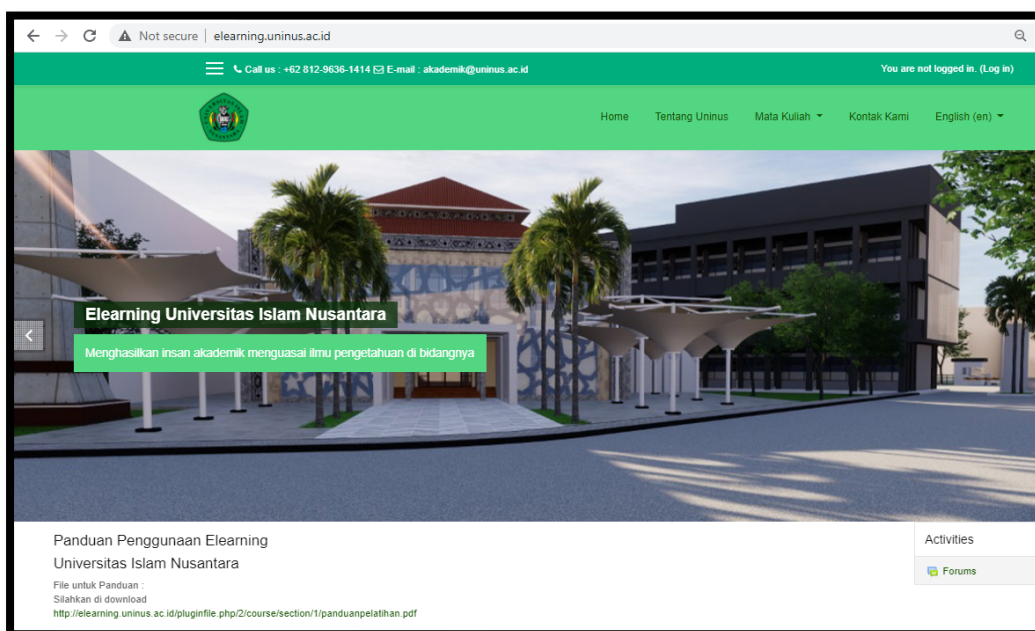 Not secure | elearning.uninus.ac.id
Call us : +62 812-9636-1414 E-mail : akademik@uninus.ac.id
You are not logged in. (Log in)
Home Tentang Uninus Mata Kuliah Kontak Kami English (en)
Elearning Universitas Islam Nusantara
Menghasilkan insan akademik menguasai ilmu pengetahuan di bidangnya
Panduan Penggunaan Elearning
Universitas Islam Nusantara
File untuk Panduan :
Silahkan di download
http://elearning.uninus.ac.id/pluginfile.php/2/course/section/1/panduanpelatihan.pdf
Activities
Forums